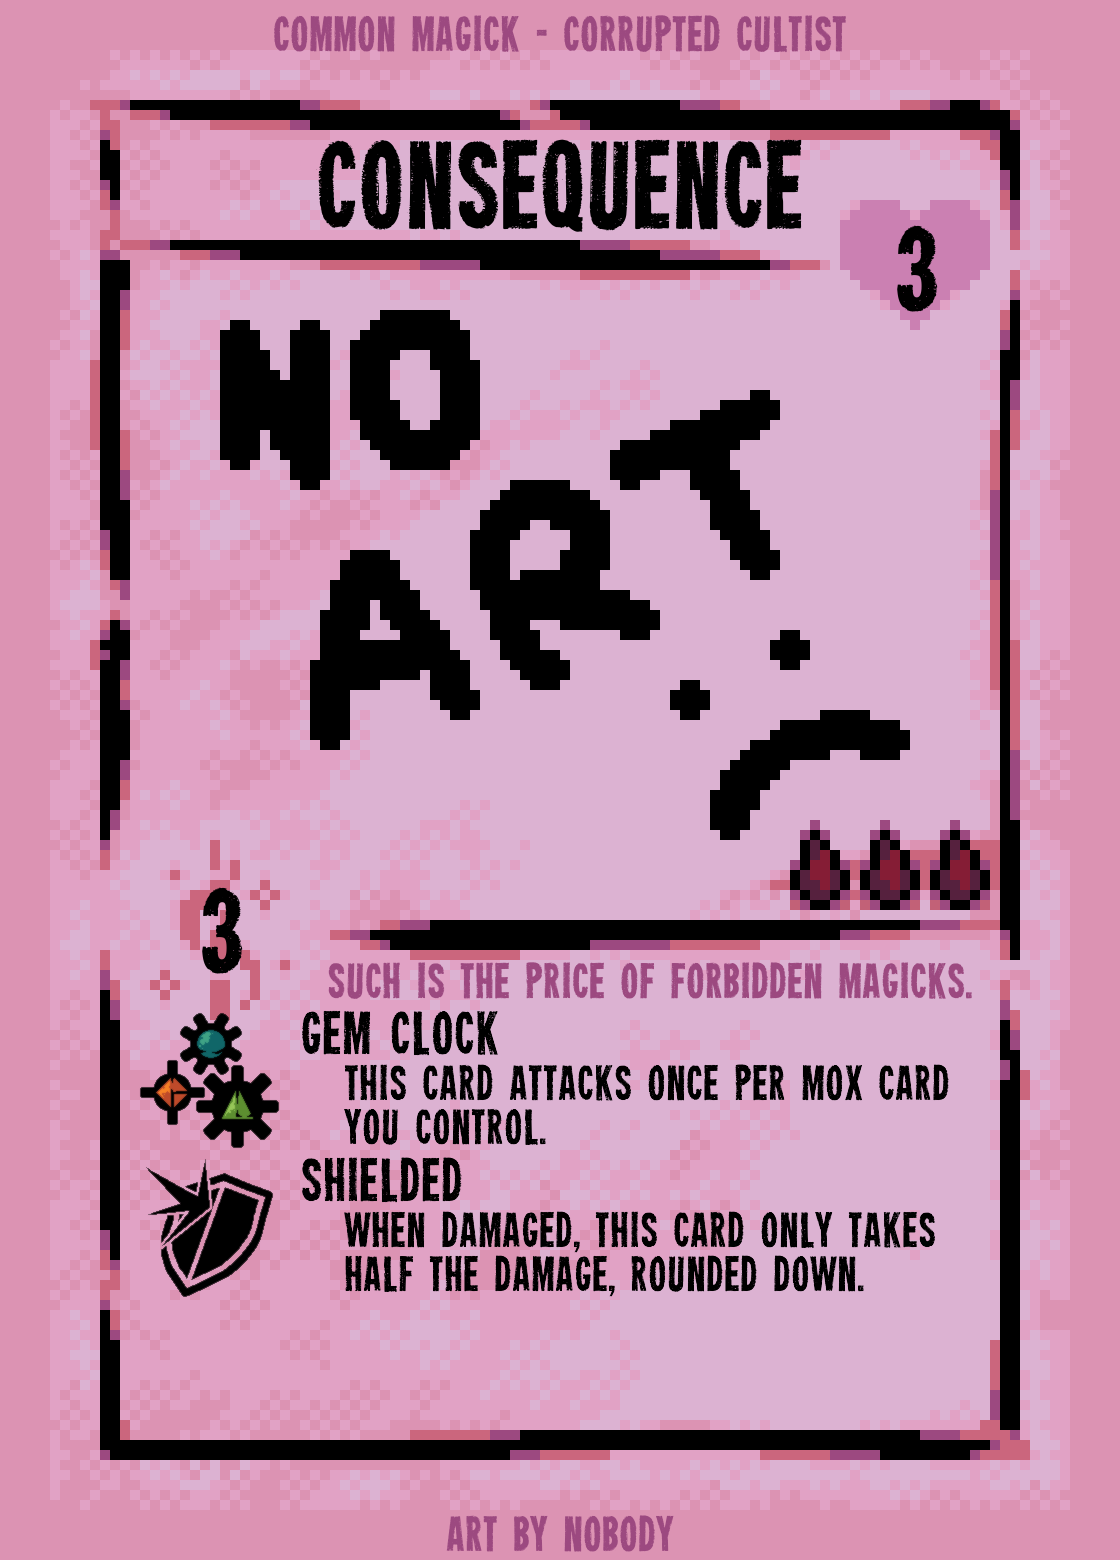 COMMON MAGICK - CORRUPTED CULTIST
CONSEQUENCE
3
NO
ART
:(
3
SUCH IS THE PRICE OF FORBIDDEN MAGICKS.
GEM CLOCK
THIS CARD ATTACKS ONCE PER MOX CARD
YOU CONTROL.
SHIELDED
WHEN DAMAGED, THIS CARD ONLY TAKES
HALF THE DAMAGE, ROUNDED DOWN.
ART BY NOBODY